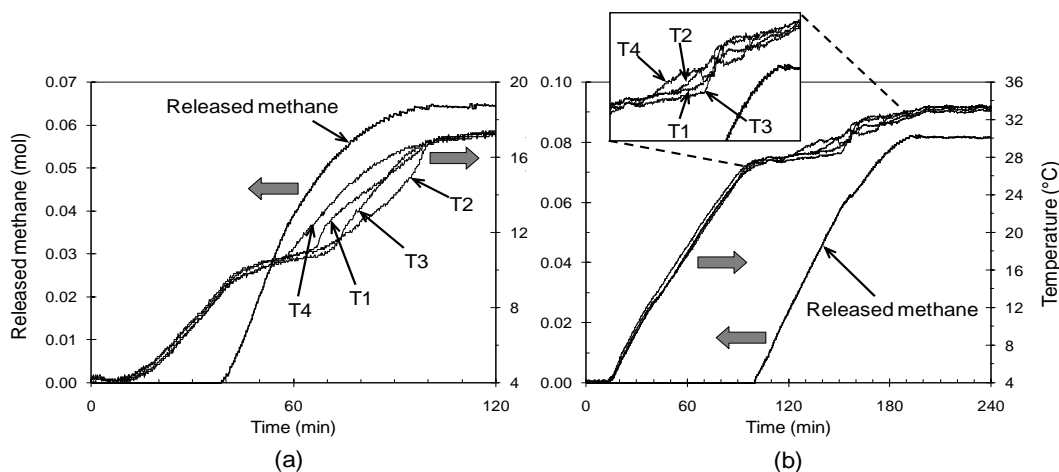 0.07
0.06
0.05
0.04
0.03
0.02
0.01
0.00
Released methane (mol)
Released methane
T2
T3
T1
T4
20
16
12
8
4
0
60
120
Time (min)
(a)
0.10
0.08
0.06
0.04
0.02
0.00
T4
T2
T1
T3
Released methane
36
32
28
24
20
16
12
8
4
Temperature (°C)
0
60
120
180
240
Time (min)
(b)